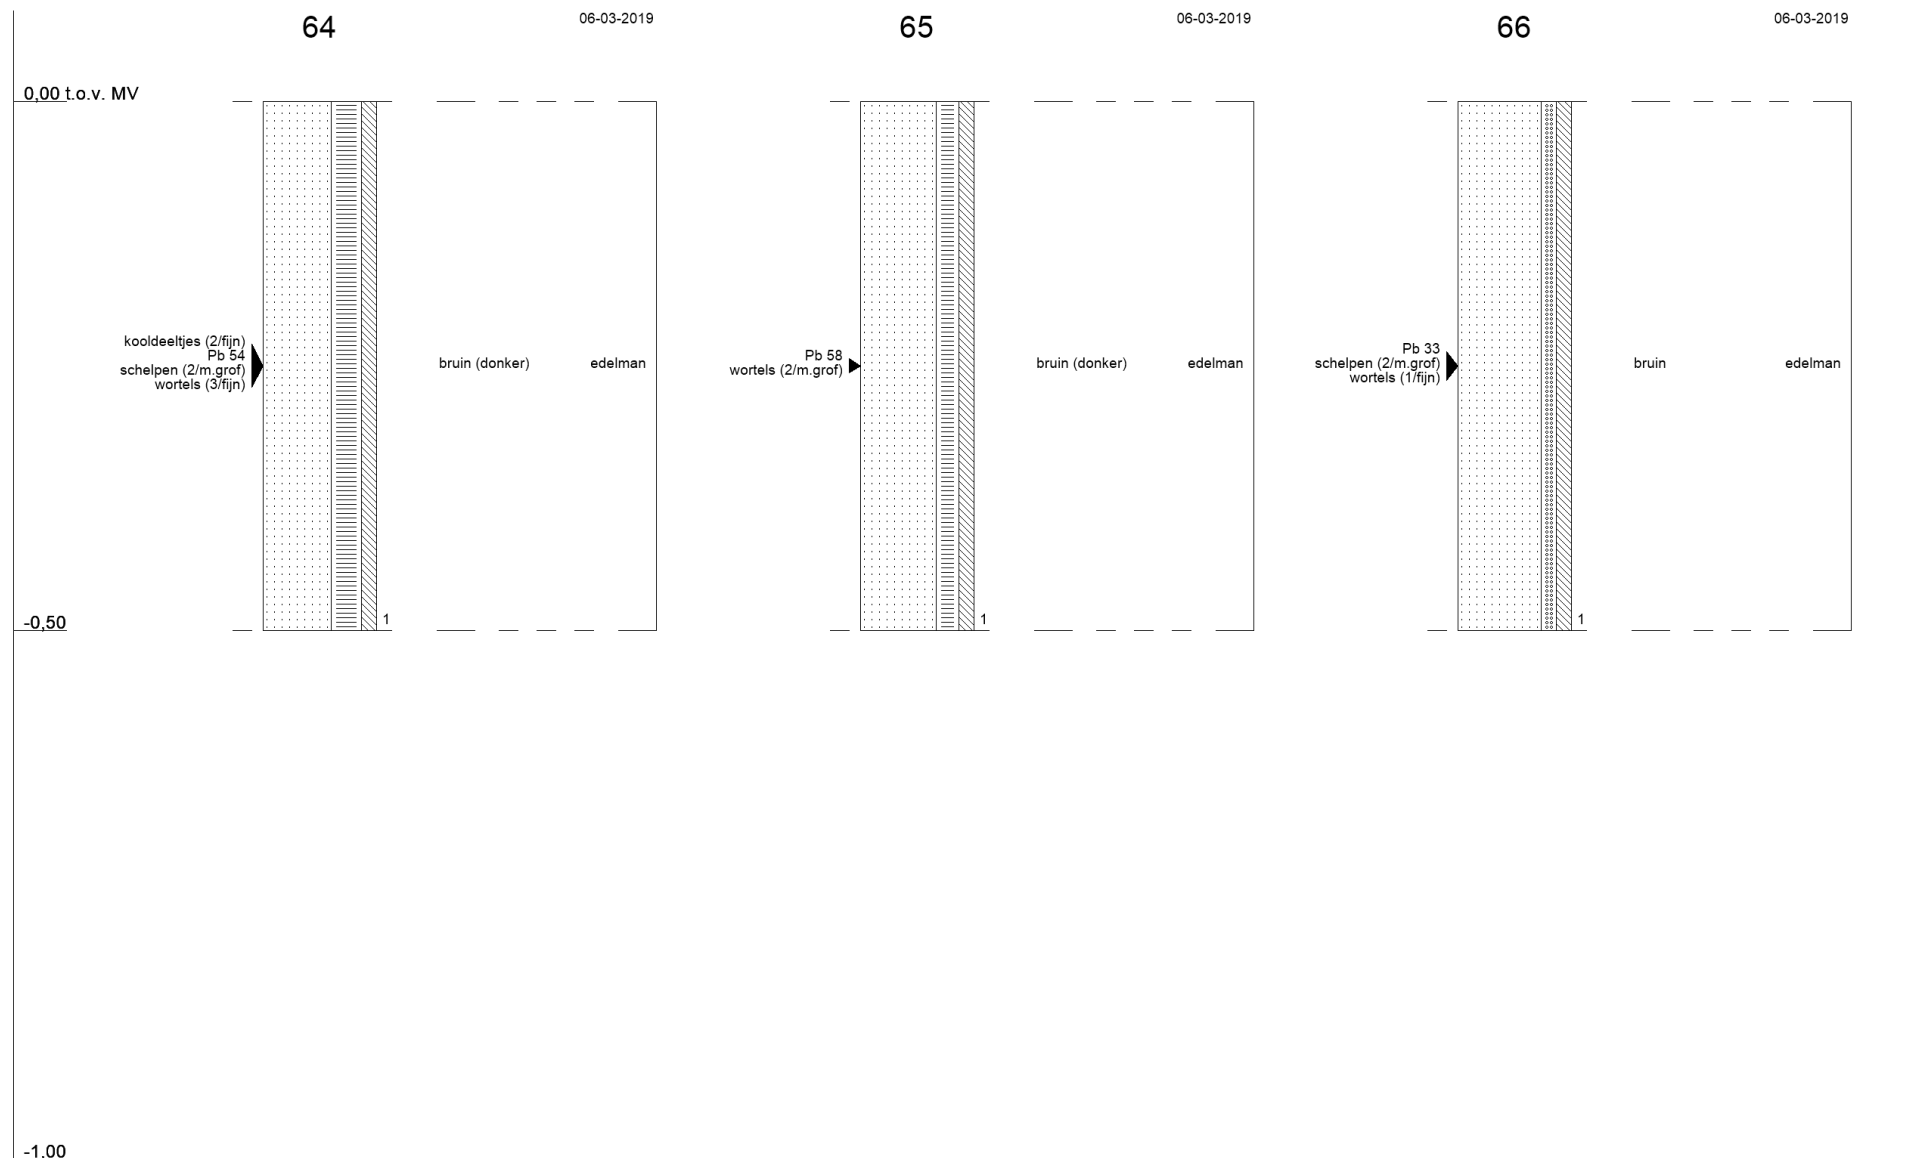 64
06-03-2019
65
06-03-2019
66
06-03-2019
0,00 t.o.v. MV
kooldeeltjes (2/fijn)
Pb 54
schelpen (2/m.grof)
wortels (3/fijn)
bruin (donker)
edelman
1
Pb 58
wortels (2/m.grof)
bruin (donker)
edelman
1
Pb 33
schelpen (2/m.grof)
wortels (1/fijn)
bruin
edelman
1
-0,50
-1,00